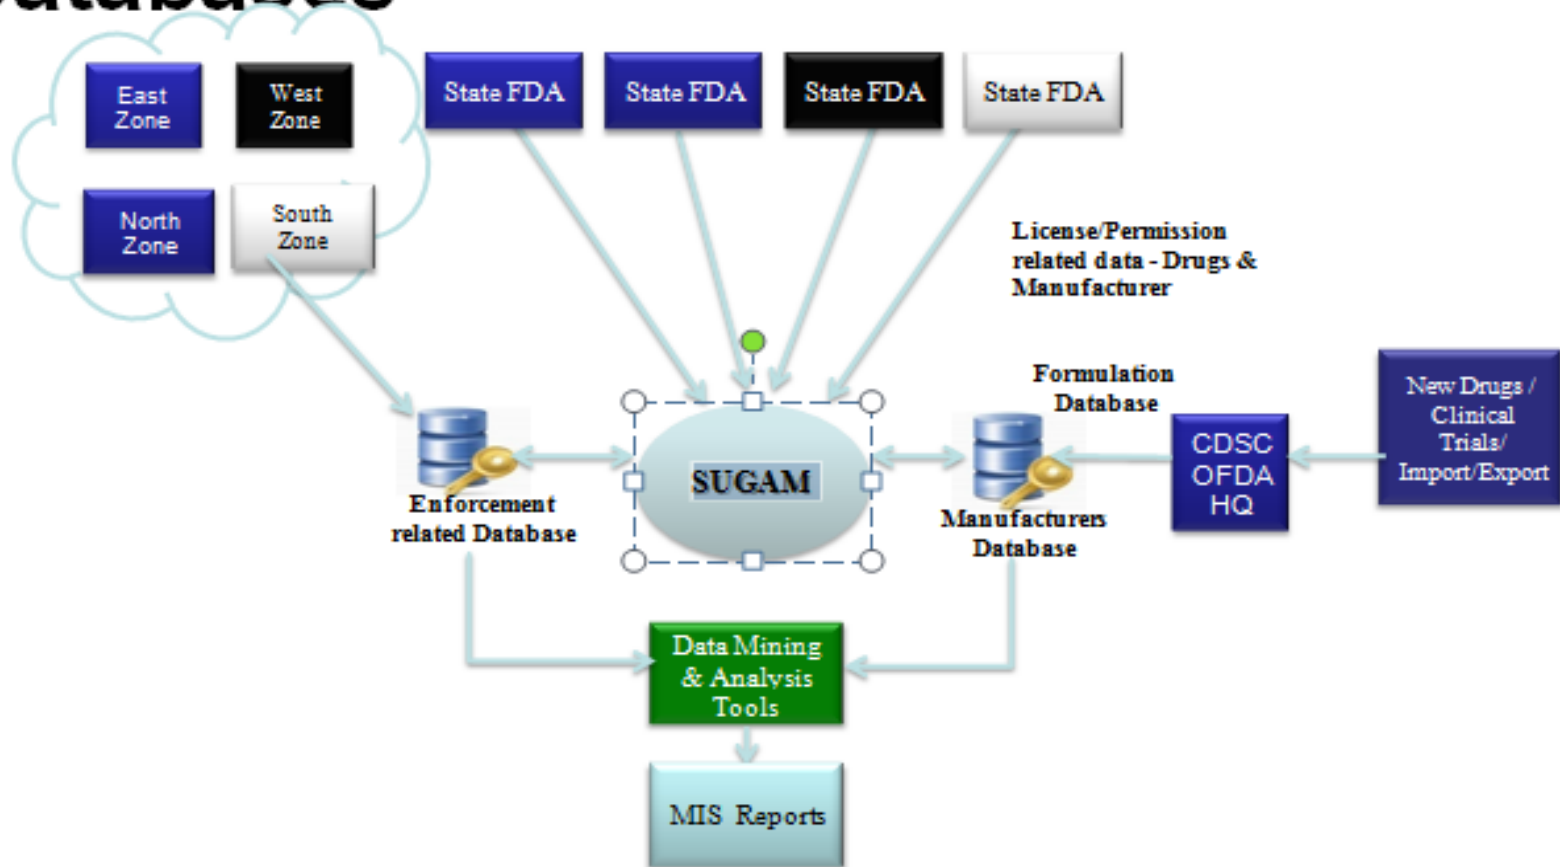 East
Zone
West
Zone
State FDA
State FDA
State FDA
State FDA
North
Zone
South
Zone
License/Permission
related data - Drugs &
Manufacturer
Formulation
Database
New Drugs /
Clinical
Trials/
Import/Export
CDSC
OFDA
HQ
SUGAM
Enforcement
related Database
Manufacturers
Database
Data Mining
& Analysis
Tools
MIS Reports